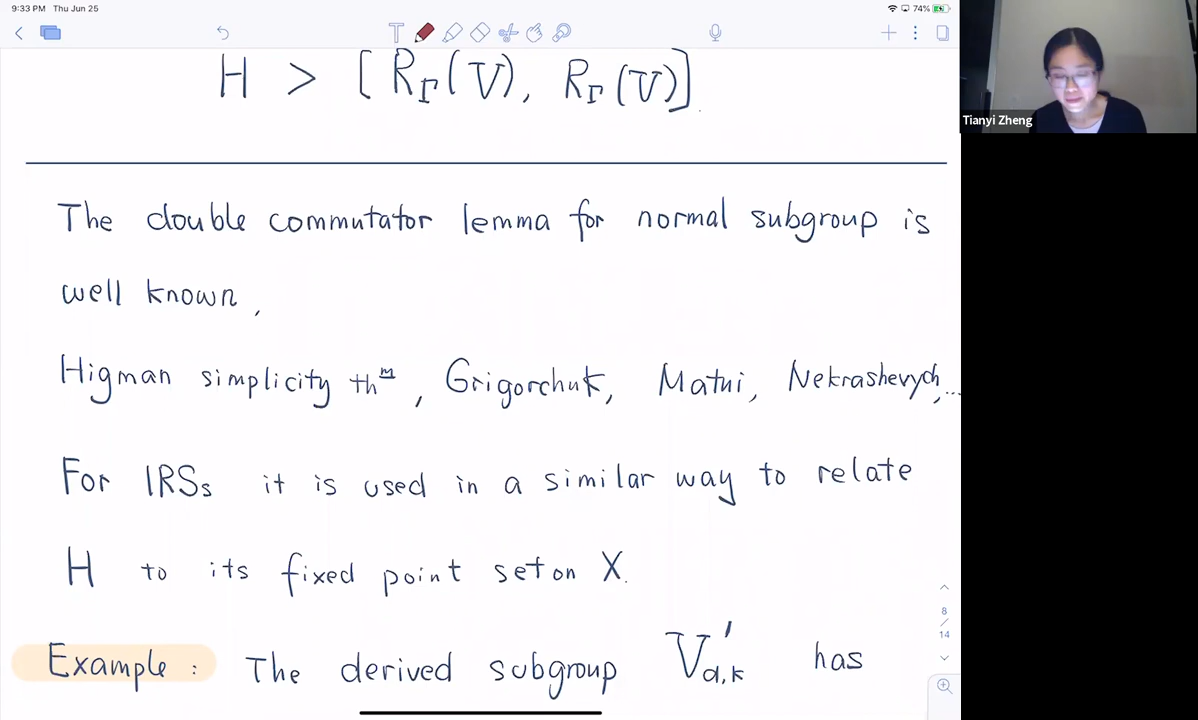 9:33 PM Thu Jun 25
74%
H > [R_Γ(V), R_Γ(V)].
The double commutator lemma for normal subgroup is
well known,
Higman simplicity thᵐ, Grigorchuk, Matui, Nekrashevych, ...
For IRSs it is used in a similar way to relate
H to its fixed point set on X.
Example: The derived subgroup V'_{d,k} has
8
/
14
Tianyi Zheng